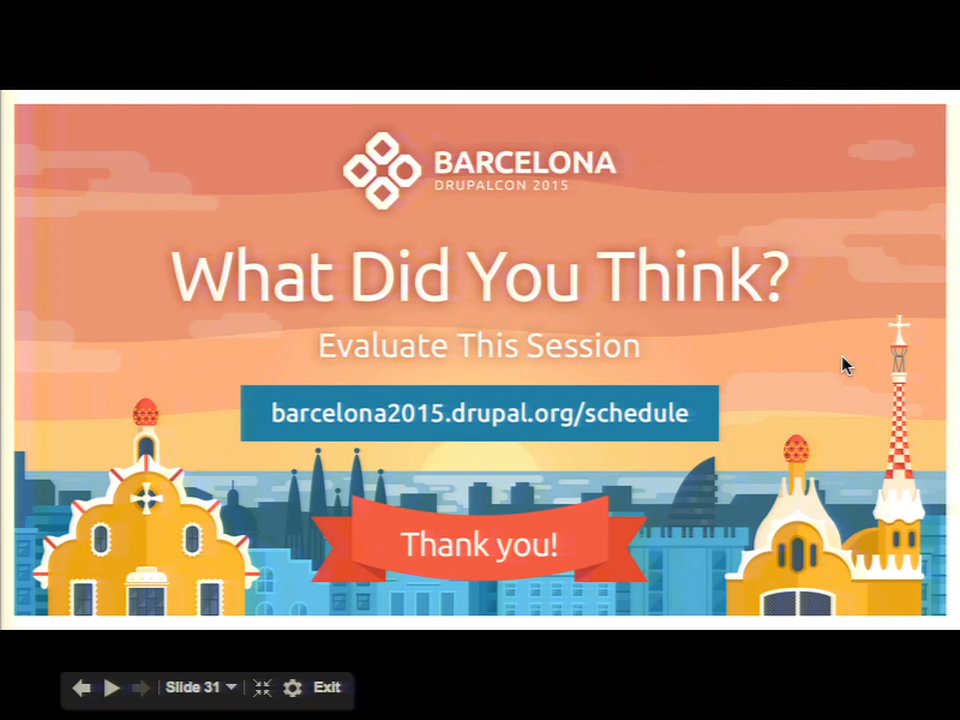 BARCELONA
DRUPALCON 2015
What Did You Think?
Evaluate This Session
barcelona2015.drupal.org/schedule
Thank you!
Slide 31
Exit